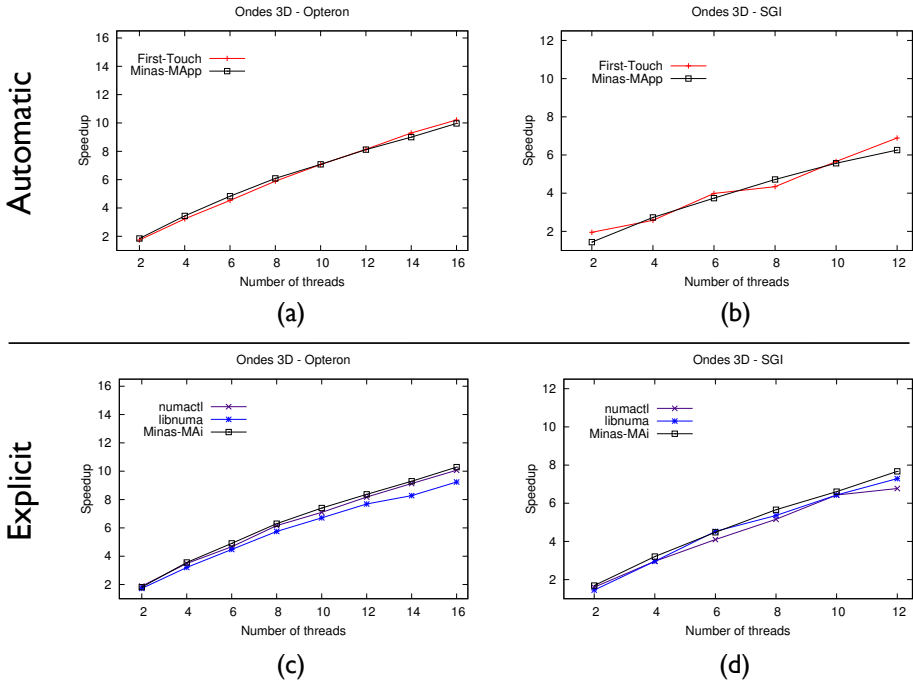 Automatic
Ondes 3D - Opteron
Speedup
16
14
12
10
8
6
4
2
First-Touch
Minas-MApp
2 4 6 8 10 12 14 16
Number of threads
(a)
Ondes 3D - SGI
Speedup
12
10
8
6
4
2
First-Touch
Minas-MApp
2 4 6 8 10 12
Number of threads
(b)
Explicit
Ondes 3D - Opteron
Speedup
16
14
12
10
8
6
4
2
numactl
libnuma
Minas-MAi
2 4 6 8 10 12 14 16
Number of threads
(c)
Ondes 3D - SGI
Speedup
12
10
8
6
4
2
numactl
libnuma
Minas-MAi
2 4 6 8 10 12
Number of threads
(d)